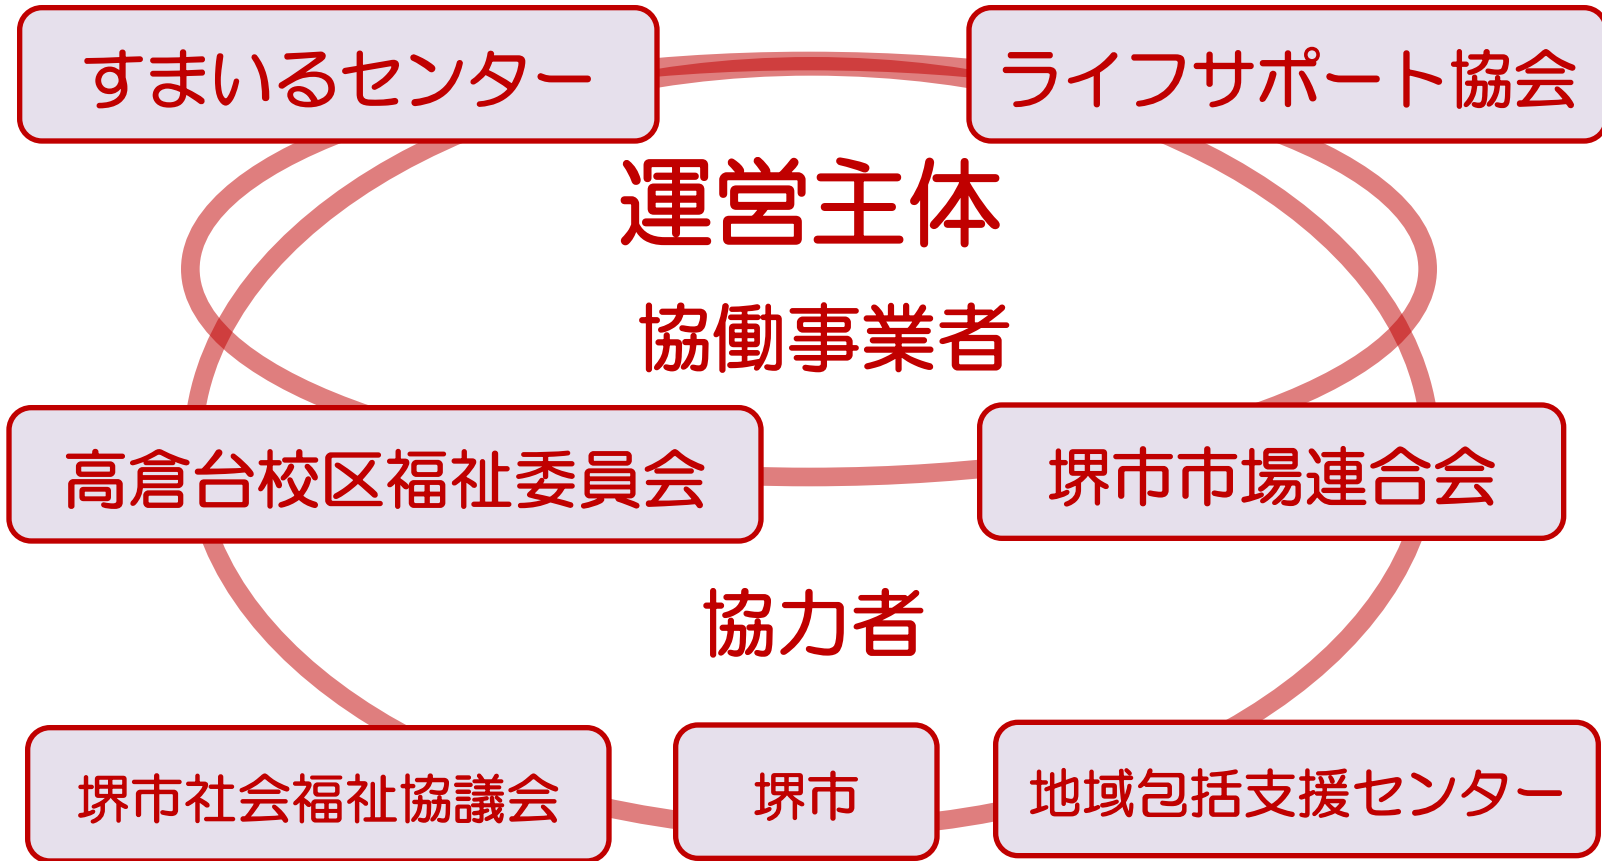 すまいるセンター
ライフサポート協会
運営主体
協働事業者
高倉台校区福祉委員会
堺市市場連合会
協力者
堺市社会福祉協議会
堺市
地域包括支援センター